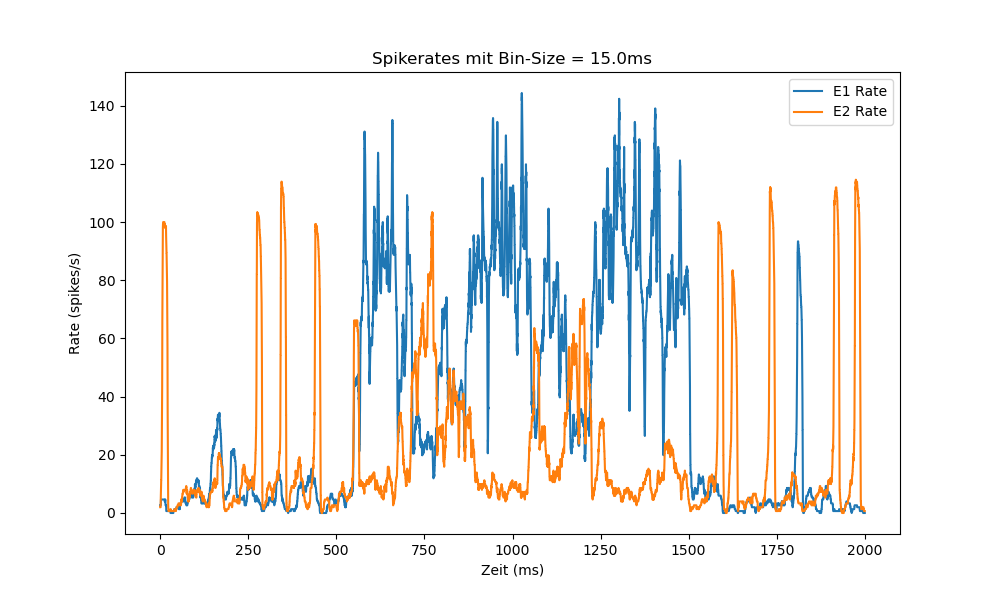 Spikerates mit Bin-Size = 15.0ms
E1 Rate
E2 Rate
Rate (spikes/s)
140
120
100
80
60
40
20
0
0 250 500 750 1000 1250 1500 1750 2000
Zeit (ms)